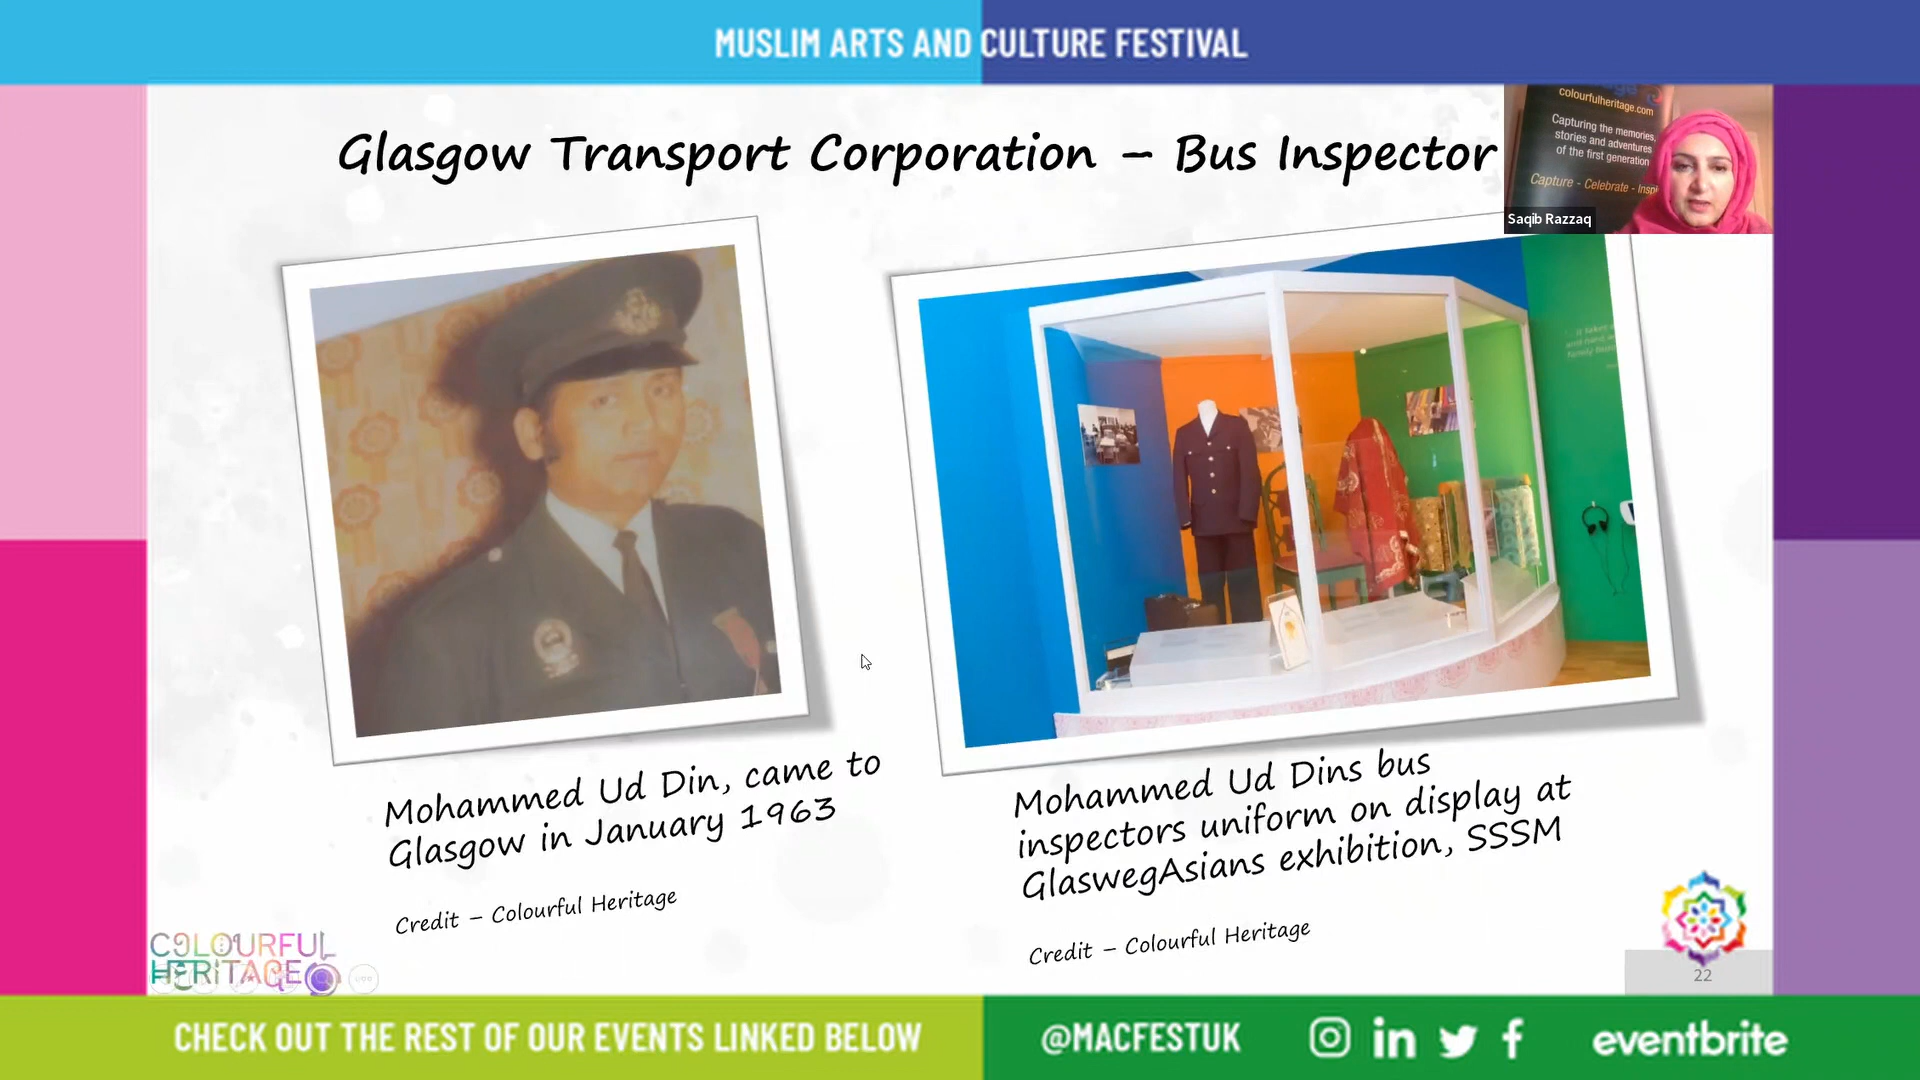 MUSLIM ARTS AND CULTURE FESTIVAL
Glasgow Transport Corporation – Bus Inspector
colourfulheritage.com
Capturing the memories,
stories and adventures
of the first generation
Capture - Celebrate -
Saqib Razzaq
Mohammed Ud Din, came to
Glasgow in January 1963
Credit – Colourful Heritage
Mohammed Ud Dins bus
inspectors uniform on display at
GlaswegAsians exhibition, SSSM
Credit – Colourful Heritage
COLOURFUL
HERITAGE
22
CHECK OUT THE REST OF OUR EVENTS LINKED BELOW
@MACFESTUK
eventbrite